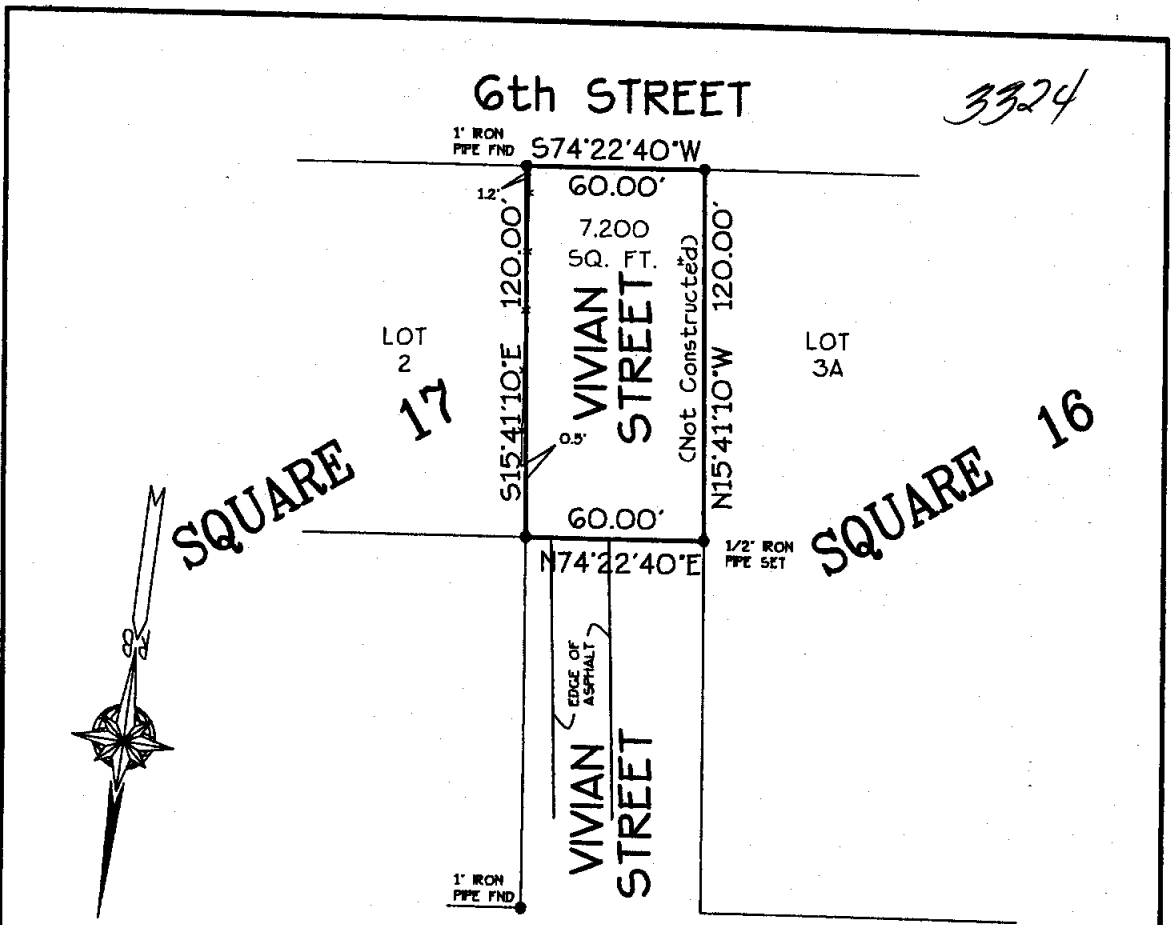 6th STREET
3324
1" IRON
PIPE FND
S74°22'40"W
60.00'
1.2'
7,200
SQ. FT.
S15°41'10"E 120.00'
VIVIAN
STREET
(Not Constructed)
N15°41'10"W 120.00'
LOT
2
LOT
3A
SQUARE 17
SQUARE 16
0.5'
60.00'
N74°22'40"E
1/2" IRON
PIPE SET
RB
EDGE OF
ASPHALT
VIVIAN
STREET
1" IRON
PIPE FND